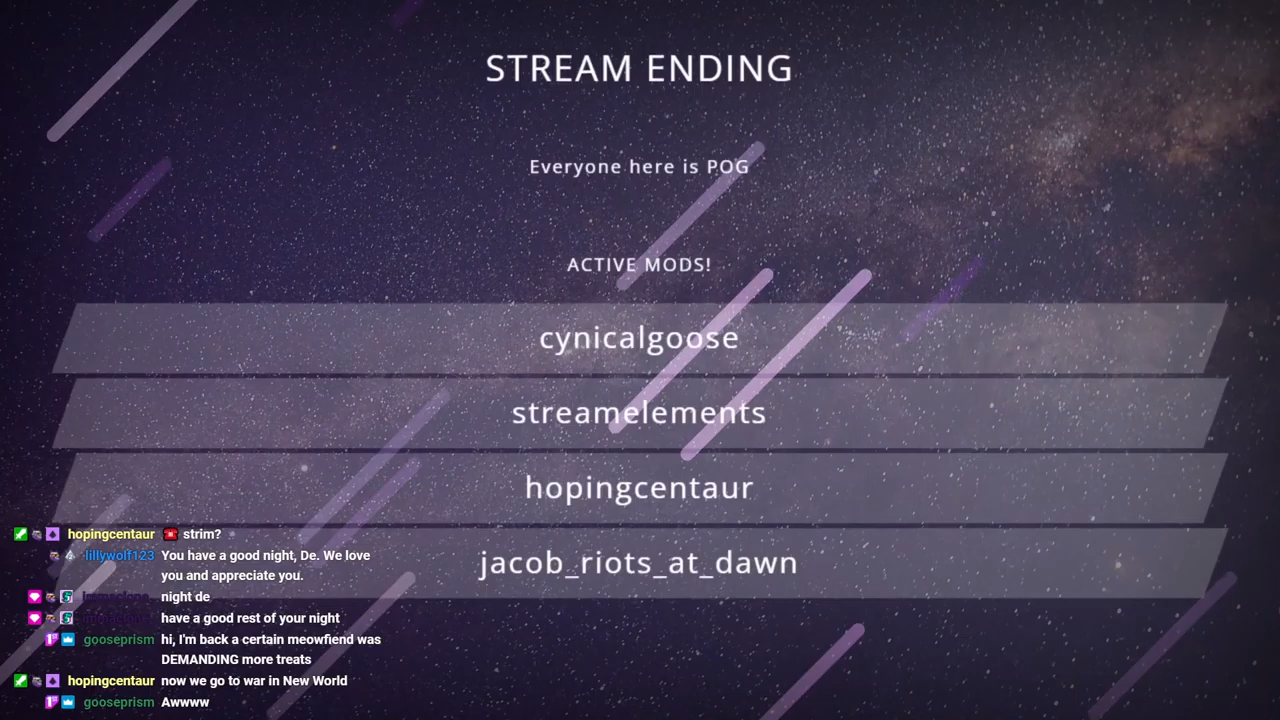 STREAM ENDING
Everyone here is POG
ACTIVE MODS!
cynicalgoose
streamelements
hopingcentaur
jacob_riots_at_dawn
hopingcentaur ☎️ strim?
lillywolf123 You have a good night, De. We love
you and appreciate you.
night de
have a good rest of your night
gooseprism hi, I'm back a certain meowfiend was
DEMANDING more treats
hopingcentaur now we go to war in New World
gooseprism Awwww